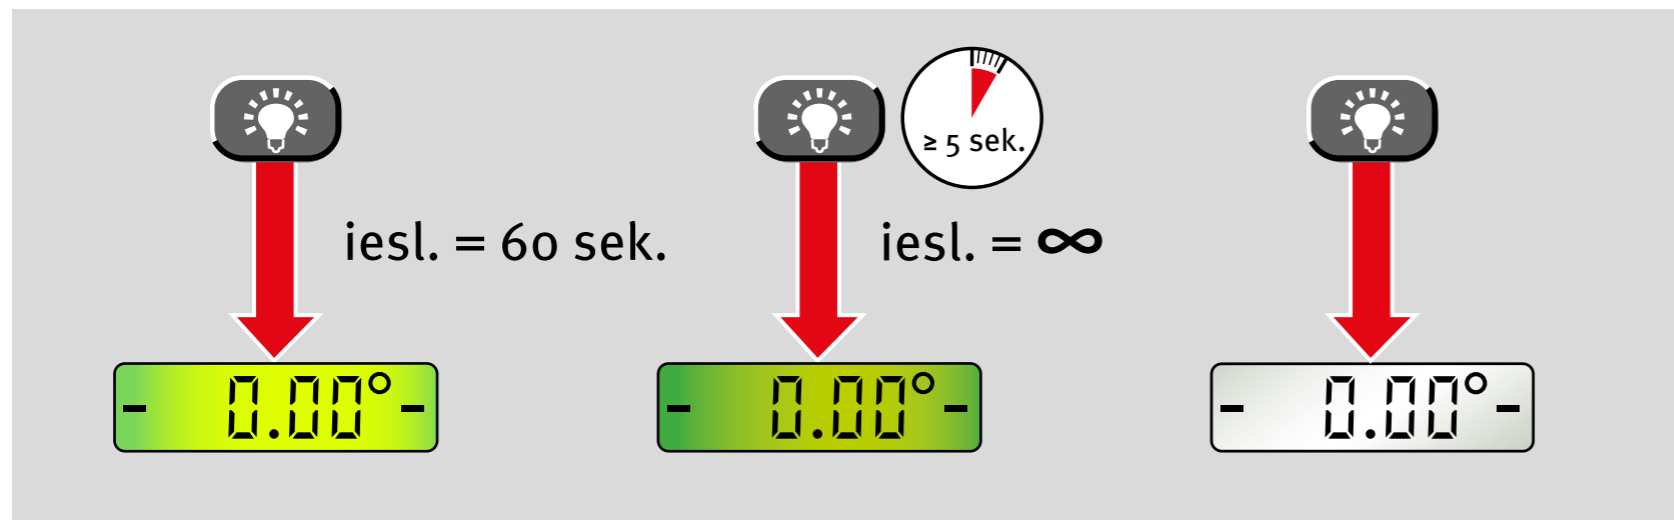 ≥ 5 sek.
iesl. = 60 sek.
iesl. = ∞
- 0.00° -
- 0.00° -
- 0.00° -